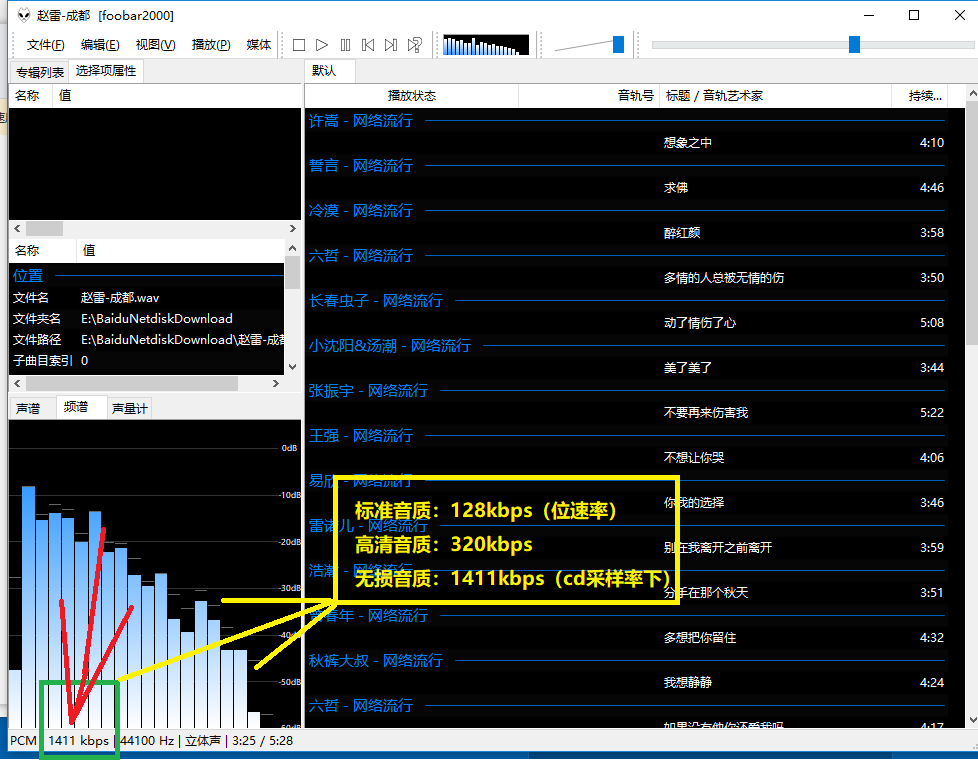 赵雷-成都 [foobar2000]
文件(F) 编辑(E) 视图(V) 播放(P) 媒体
专辑列表 选择项属性
名称 值
名称 值
位置
文件名 赵雷-成都.wav
文件夹名 E:\BaiduNetdiskDownload
文件路径 E:\BaiduNetdiskDownload\赵雷-成都
子曲目索引 0
声谱 频谱 声量计
0dB
-10dB
-20dB
-30dB
-40dB
-50dB
-60dB
默认
播放状态 音轨号 标题 / 音轨艺术家 持续...
许嵩 - 网络流行
想象之中 4:10
誓言 - 网络流行
求佛 4:46
冷漠 - 网络流行
醉红颜 3:58
六哲 - 网络流行
多情的人总被无情的伤 3:50
长春虫子 - 网络流行
动了情伤了心 5:08
小沈阳&汤潮 - 网络流行
美了美了 3:44
张振宇 - 网络流行
不要再来伤害我 5:22
王强 - 网络流行
不想让你哭 4:06
易欣 - 网络流行
你我的选择 3:46
雷诺儿 - 网络流行
别在我离开之前离开 3:59
浩瀚 - 网络流行
分手在那个秋天 3:51
春年 - 网络流行
多想把你留住 4:32
秋裤大叔 - 网络流行
我想静静 4:24
六哲 - 网络流行
如果没有他你还爱我吗 4:17
标准音质：128kbps（位速率）
高清音质：320kbps
无损音质：1411kbps（cd采样率下）
PCM | 1411 kbps | 44100 Hz | 立体声 | 3:25 / 5:28